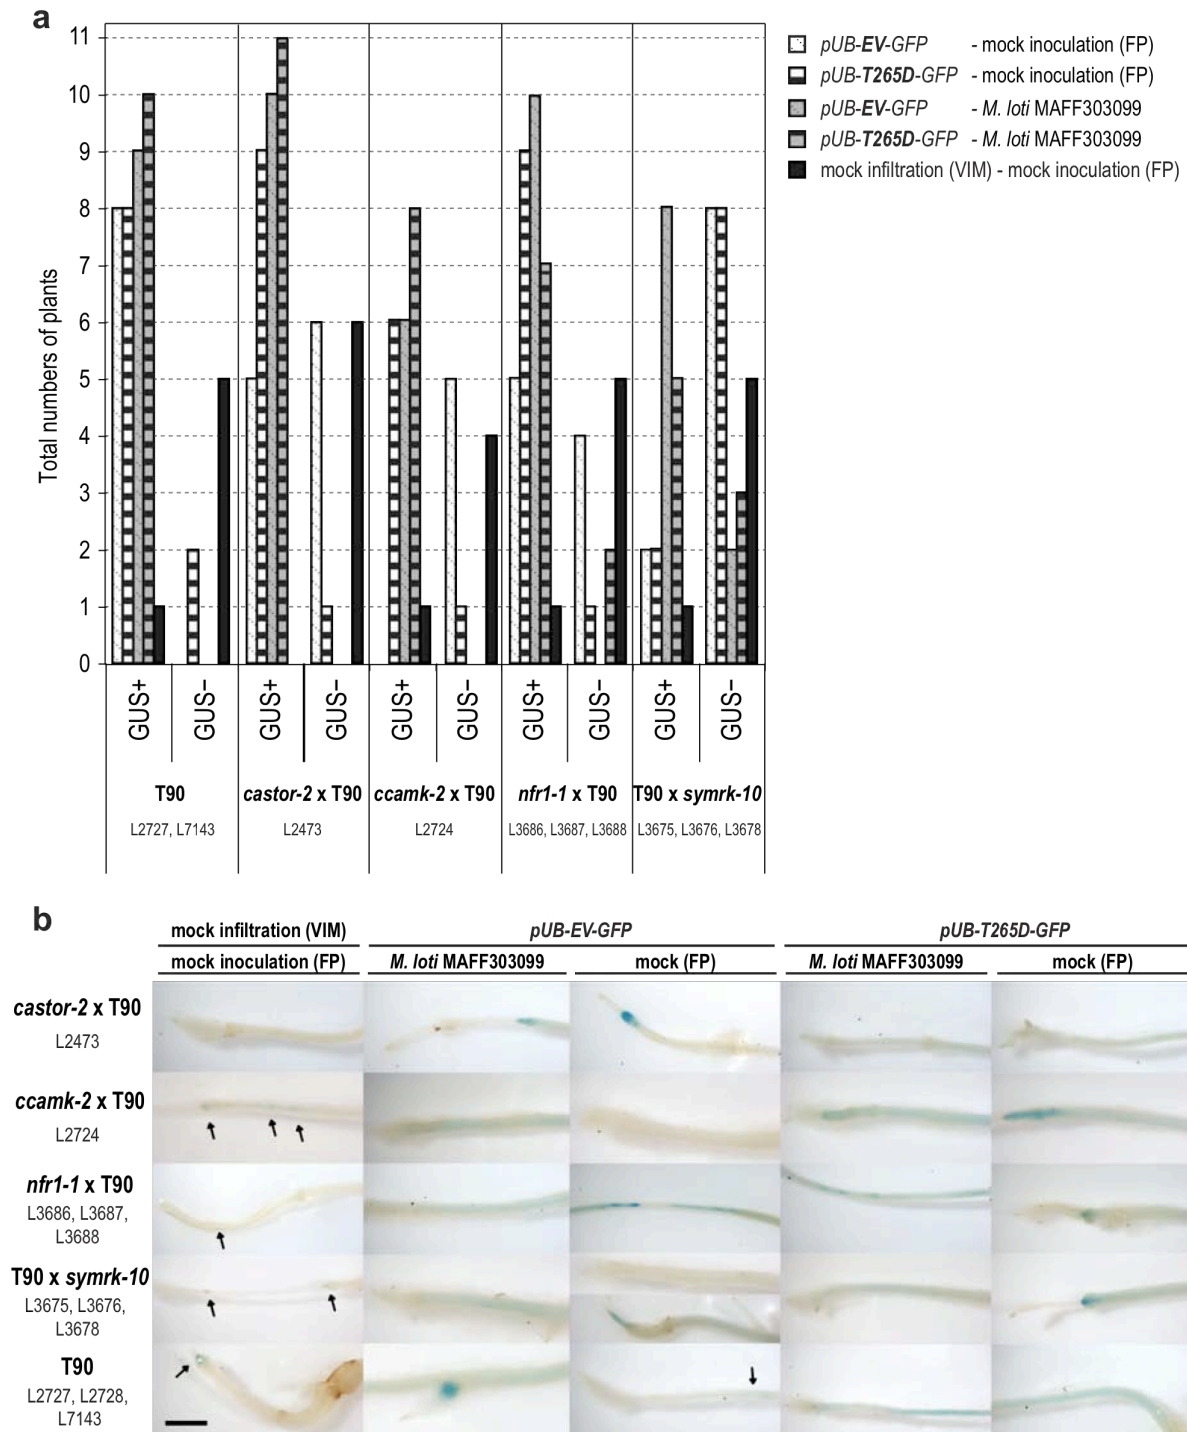 a
11
10
9
8
7
6
5
4
3
2
1
0
Total numbers of plants
pUB-EV-GFP - mock inoculation (FP)
pUB-T265D-GFP - mock inoculation (FP)
pUB-EV-GFP - M. loti MAFF303099
pUB-T265D-GFP - M. loti MAFF303099
mock infiltration (VIM) - mock inoculation (FP)
GUS+ GUS− GUS+ GUS− GUS+ GUS− GUS+ GUS− GUS+ GUS−
T90 castor-2 x T90 ccamk-2 x T90 nfr1-1 x T90 T90 x symrk-10
L2727, L7143 L2473 L2724 L3686, L3687, L3688 L3675, L3676, L3678
b
mock infiltration (VIM) pUB-EV-GFP pUB-T265D-GFP
mock inoculation (FP) M. loti MAFF303099 mock (FP) M. loti MAFF303099 mock (FP)
castor-2 x T90
L2473
ccamk-2 x T90
L2724
nfr1-1 x T90
L3686, L3687,
L3688
T90 x symrk-10
L3675, L3676,
L3678
T90
L2727, L2728,
L7143